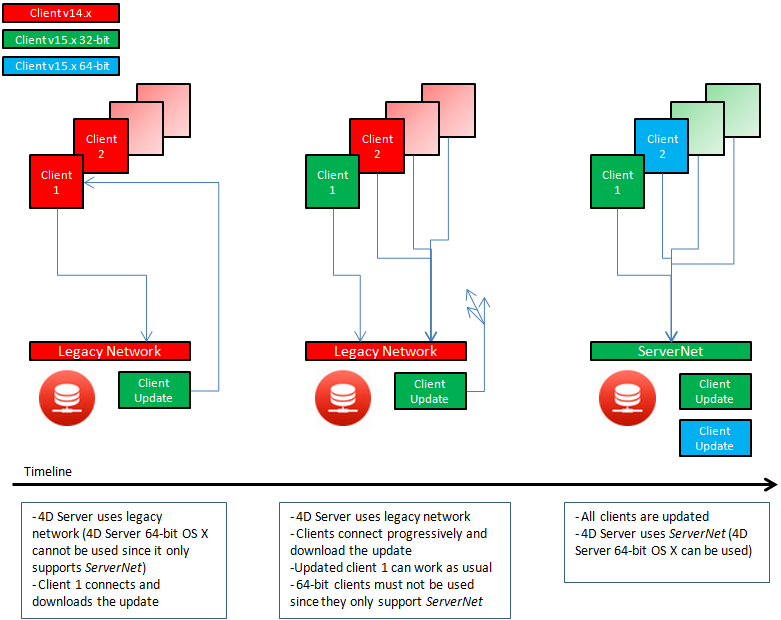 Client v14.x
Client v15.x 32-bit
Client v15.x 64-bit
Client
2
Client
1
Legacy Network
Client
Update
Client
2
Client
1
Legacy Network
Client
Update
Client
2
Client
1
ServerNet
Client
Update
Client
Update
Timeline
- 4D Server uses legacy
network (4D Server 64-bit OS X
cannot be used since it only
supports ServerNet)
- Client 1 connects and
downloads the update
- 4D Server uses legacy network
- Clients connect progressively and
download the update
-Updated client 1 can work as usual
- 64-bit clients must not be used
since they only support ServerNet
- All clients are updated
- 4D Server uses ServerNet (4D
Server 64-bit OS X can be used)